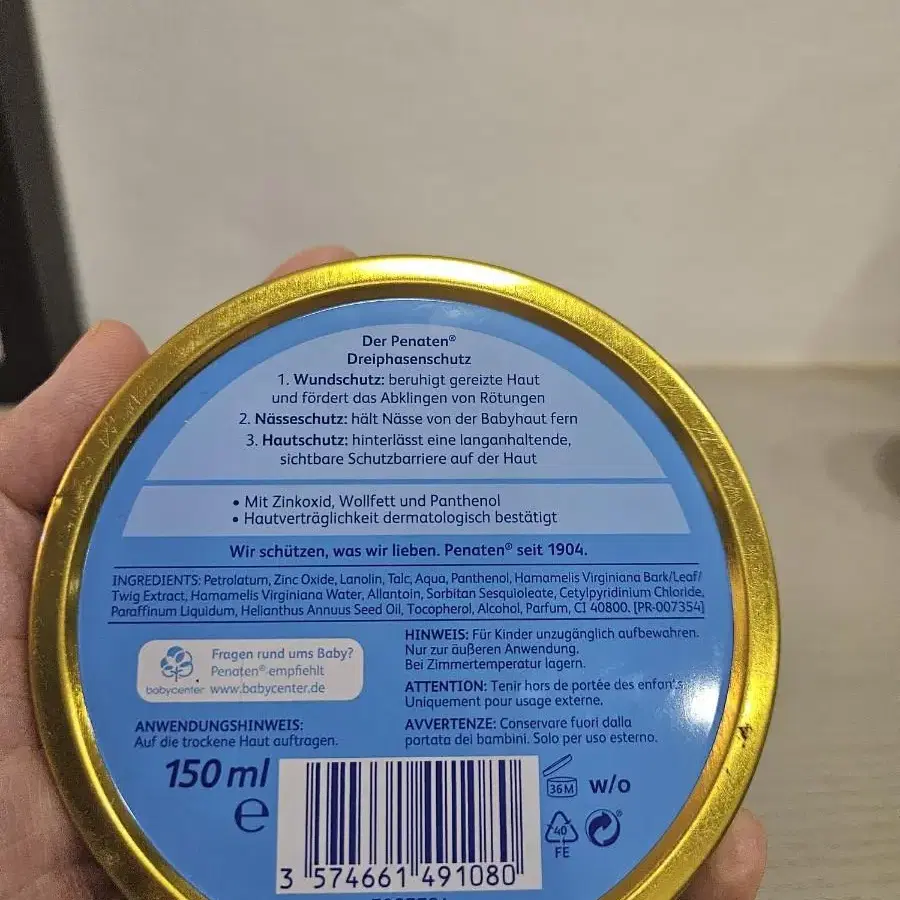 Der Penaten®
Dreiphasenschutz
1. Wundschutz: beruhigt gereizte Haut
und fördert das Abklingen von Rötungen
2. Nässeschutz: hält Nässe von der Babyhaut fern
3. Hautschutz: hinterlässt eine langanhaltende,
sichtbare Schutzbarriere auf der Haut
• Mit Zinkoxid, Wollfett und Panthenol
• Hautverträglichkeit dermatologisch bestätigt
Wir schützen, was wir lieben. Penaten® seit 1904.
INGREDIENTS: Petrolatum, Zinc Oxide, Lanolin, Talc, Aqua, Panthenol, Hamamelis Virginiana Bark/Leaf/
Twig Extract, Hamamelis Virginiana Water, Allantoin, Sorbitan Sesquioleate, Cetylpyridinium Chloride,
Paraffinum Liquidum, Helianthus Annuus Seed Oil, Tocopherol, Alcohol, Parfum, CI 40800. [PR-007354]
Fragen rund ums Baby?
Penaten® empfiehlt
babycenter www.babycenter.de
HINWEIS: Für Kinder unzugänglich aufbewahren.
Nur zur äußeren Anwendung.
Bei Zimmertemperatur lagern.
ATTENTION: Tenir hors de portée des enfants.
Uniquement pour usage externe.
AVVERTENZE: Conservare fuori dalla
portata dei bambini. Solo per uso esterno.
ANWENDUNGSHINWEIS:
Auf die trockene Haut auftragen.
150 ml
e
36M
w/o
40
FE
3 574661 491080